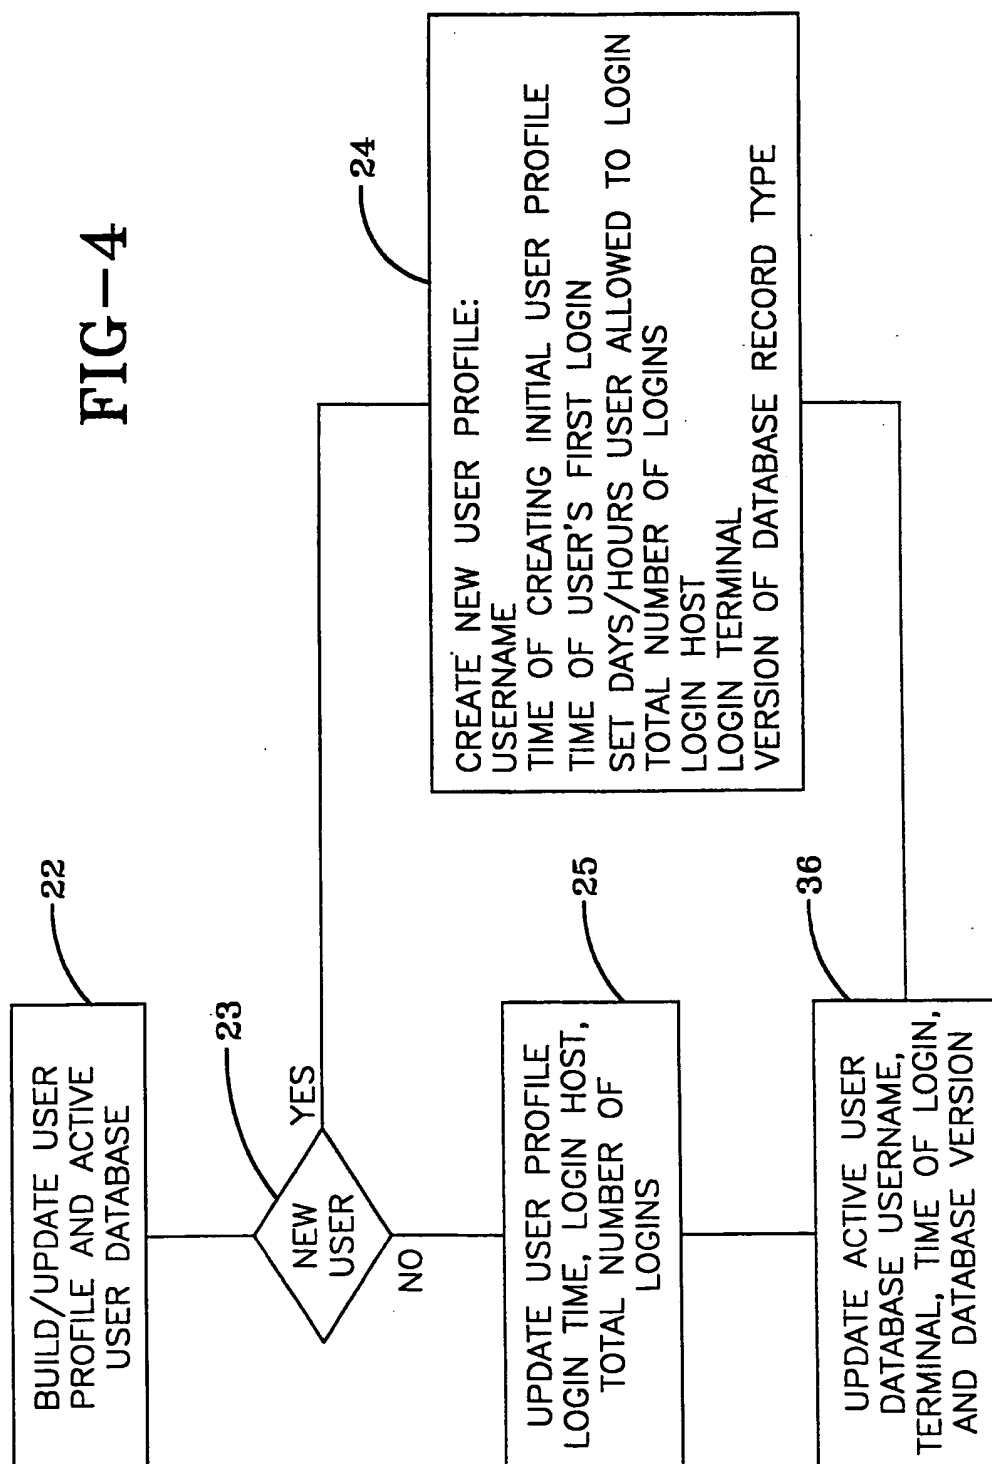 FIG-4
BUILD/UPDATE USER
PROFILE AND ACTIVE
USER DATABASE
22
23
NEW
USER
YES
NO
CREATE NEW USER PROFILE:
USERNAME
TIME OF CREATING INITIAL USER PROFILE
TIME OF USER'S FIRST LOGIN
SET DAYS/HOURS USER ALLOWED TO LOGIN
TOTAL NUMBER OF LOGINS
LOGIN HOST
LOGIN TERMINAL
VERSION OF DATABASE RECORD TYPE
24
UPDATE USER PROFILE
LOGIN TIME, LOGIN HOST,
TOTAL NUMBER OF
LOGINS
25
UPDATE ACTIVE USER
DATABASE USERNAME,
TERMINAL, TIME OF LOGIN,
AND DATABASE VERSION
36